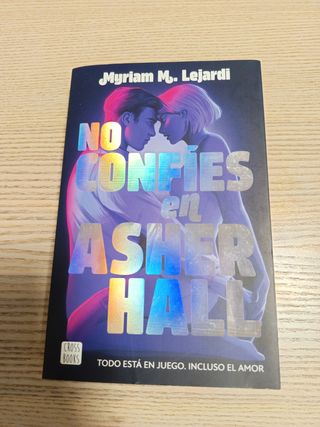 Myriam M. Lejardi
NO
CONFÍES
en
ASHER
HALL
CROSS
BOOKS
TODO ESTÁ EN JUEGO. INCLUSO EL AMOR